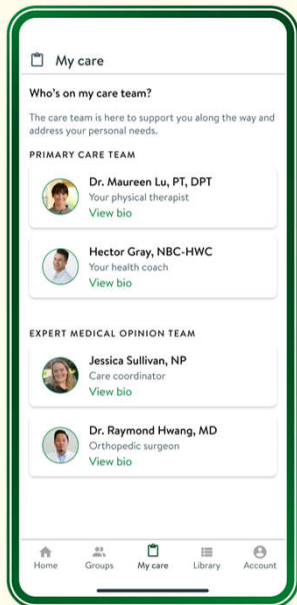 My care
Who's on my care team?
The care team is here to support you along the way and
address your personal needs.
PRIMARY CARE TEAM
Dr. Maureen Lu, PT, DPT
Your physical therapist
View bio
Hector Gray, NBC-HWC
Your health coach
View bio
EXPERT MEDICAL OPINION TEAM
Jessica Sullivan, NP
Care coordinator
View bio
Dr. Raymond Hwang, MD
Orthopedic surgeon
View bio
Home Groups My care Library Account